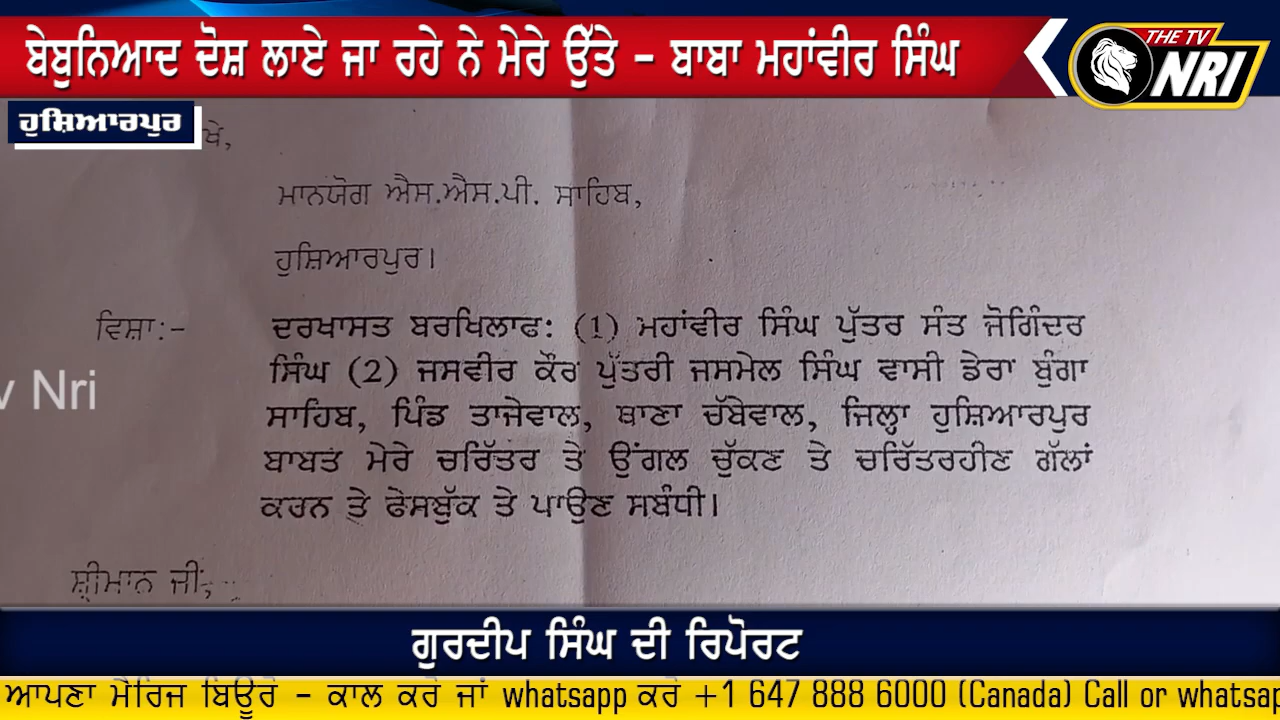 ਬੇਬੁਨਿਆਦ ਦੋਸ਼ ਲਾਏ ਜਾ ਰਹੇ ਨੇ ਮੇਰੇ ਉੱਤੇ - ਬਾਬਾ ਮਹਾਂਵੀਰ ਸਿੰਘ
THE TV
NRI
ਹੁਸ਼ਿਆਰਪੁਰ
ਖੇ,
ਮਾਨਯੋਗ ਐਸ.ਐਸ.ਪੀ. ਸਾਹਿਬ,
ਹੁਸ਼ਿਆਰਪੁਰ।
ਵਿਸ਼ਾ:- ਦਰਖਾਸਤ ਬਰਖਿਲਾਫ: (1) ਮਹਾਂਵੀਰ ਸਿੰਘ ਪੁੱਤਰ ਸੰਤ ਜੋਗਿੰਦਰ
ਸਿੰਘ (2) ਜਸਵੀਰ ਕੌਰ ਪੁੱਤਰੀ ਜਸਮੇਲ ਸਿੰਘ ਵਾਸੀ ਡੇਰਾ ਬੁੰਗਾ
v Nri
ਸਾਹਿਬ, ਪਿੰਡ ਤਾਜੇਵਾਲ, ਥਾਣਾ ਚੱਬੇਵਾਲ, ਜਿਲ੍ਹਾ ਹੁਸ਼ਿਆਰਪੁਰ
ਬਾਬਤ ਮੇਰੇ ਚਰਿੱਤਰ ਤੇ ਉਂਗਲ ਚੁੱਕਣ ਤੇ ਚਰਿੱਤਰਹੀਣ ਗੱਲਾਂ
ਕਰਨ ਤੇ ਫੇਸਬੁੱਕ ਤੇ ਪਾਉਣ ਸਬੰਧੀ।
ਸ਼੍ਰੀਮਾਨ ਜੀ,
ਗੁਰਦੀਪ ਸਿੰਘ ਦੀ ਰਿਪੋਰਟ
ਆਪਣਾ ਮੈਰਿਜ ਬਿਊਰੋ - ਕਾਲ ਕਰੋ ਜਾਂ whatsapp ਕਰੋ +1 647 888 6000 (Canada) Call or whatsap